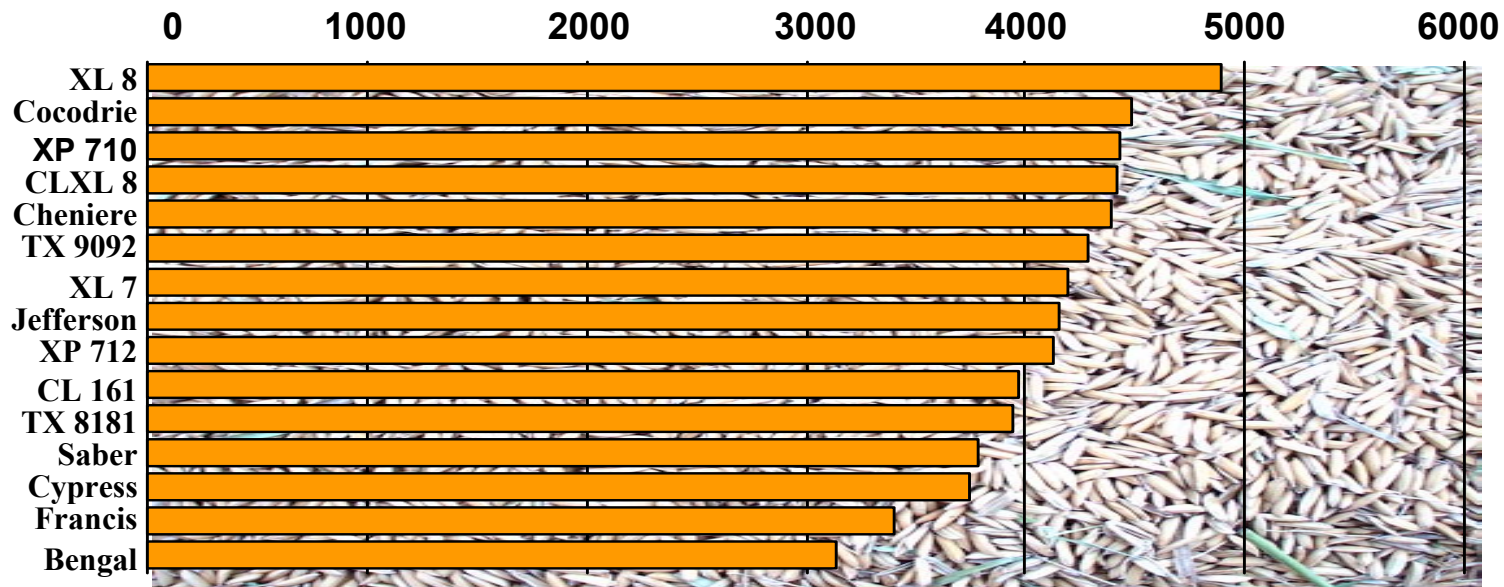 0 1000 2000 3000 4000 5000 6000
XL 8
Cocodrie
XP 710
CLXL 8
Cheniere
TX 9092
XL 7
Jefferson
XP 712
CL 161
TX 8181
Saber
Cypress
Francis
Bengal